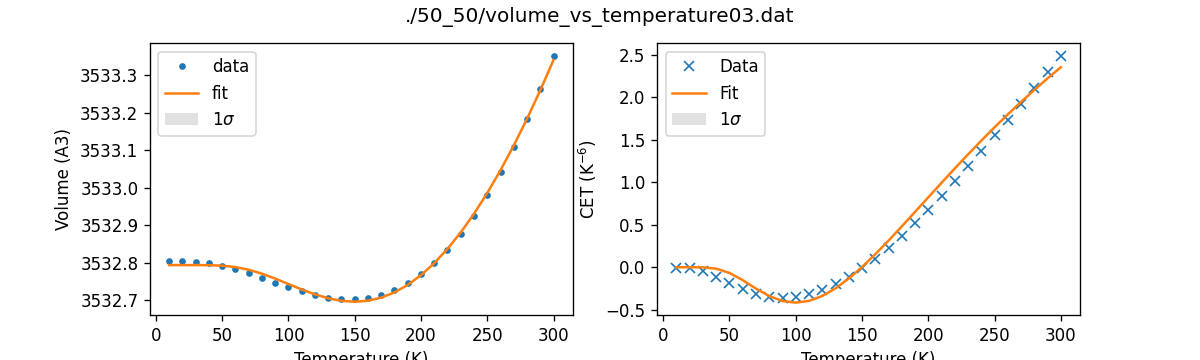 ./50_50/volume_vs_temperature03.dat
data
fit
1σ
3533.3
3533.2
3533.1
3533.0
3532.9
3532.8
3532.7
Volume (A3)
0 50 100 150 200 250 300
Temperature (K)
Data
Fit
1σ
2.5
2.0
1.5
1.0
0.5
0.0
−0.5
CET (K⁻⁶)
0 50 100 150 200 250 300
Temperature (K)